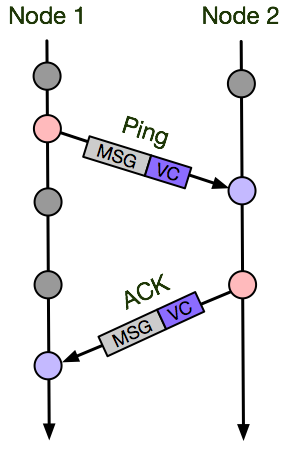 Node 1
Node 2
Ping
MSG
VC
ACK
MSG
VC